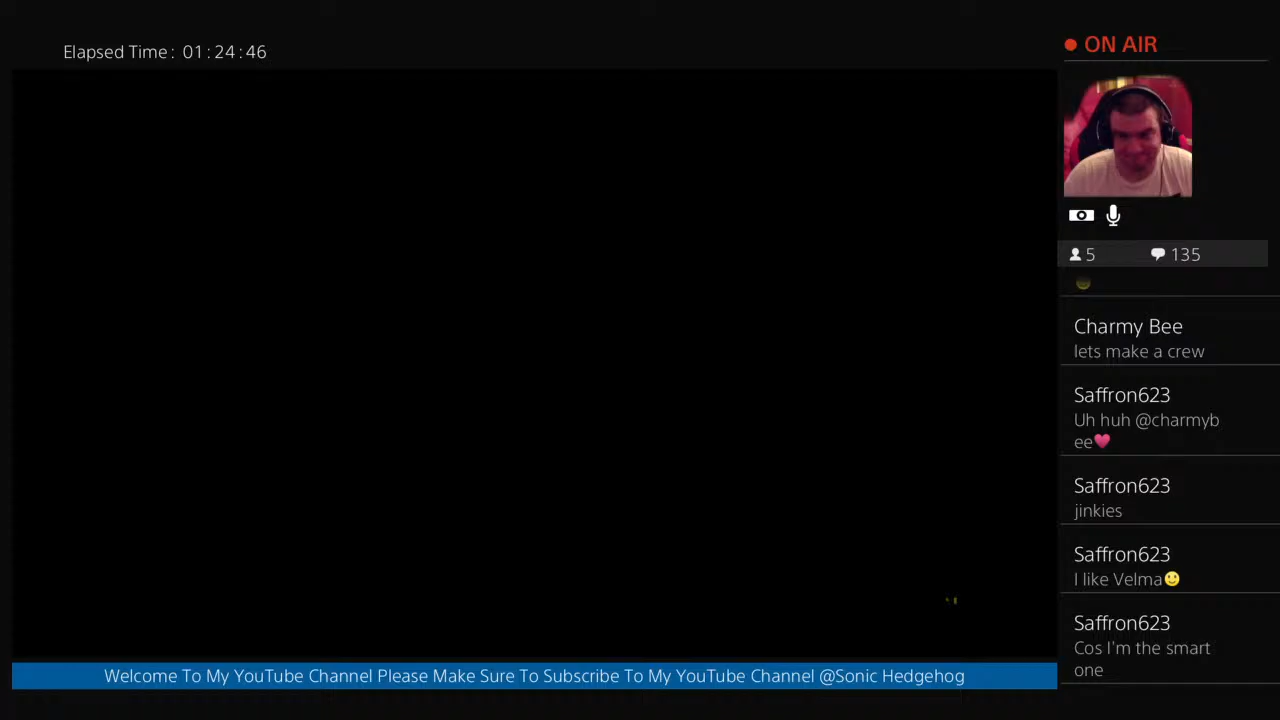 Elapsed Time: 01:24:46
ON AIR
5 135
Charmy Bee
lets make a crew
Saffron623
Uh huh @charmyb
ee❤
Saffron623
jinkies
Saffron623
I like Velma🙂
Saffron623
Cos I'm the smart
one
Welcome To My YouTube Channel Please Make Sure To Subscribe To My YouTube Channel @Sonic Hedgehog